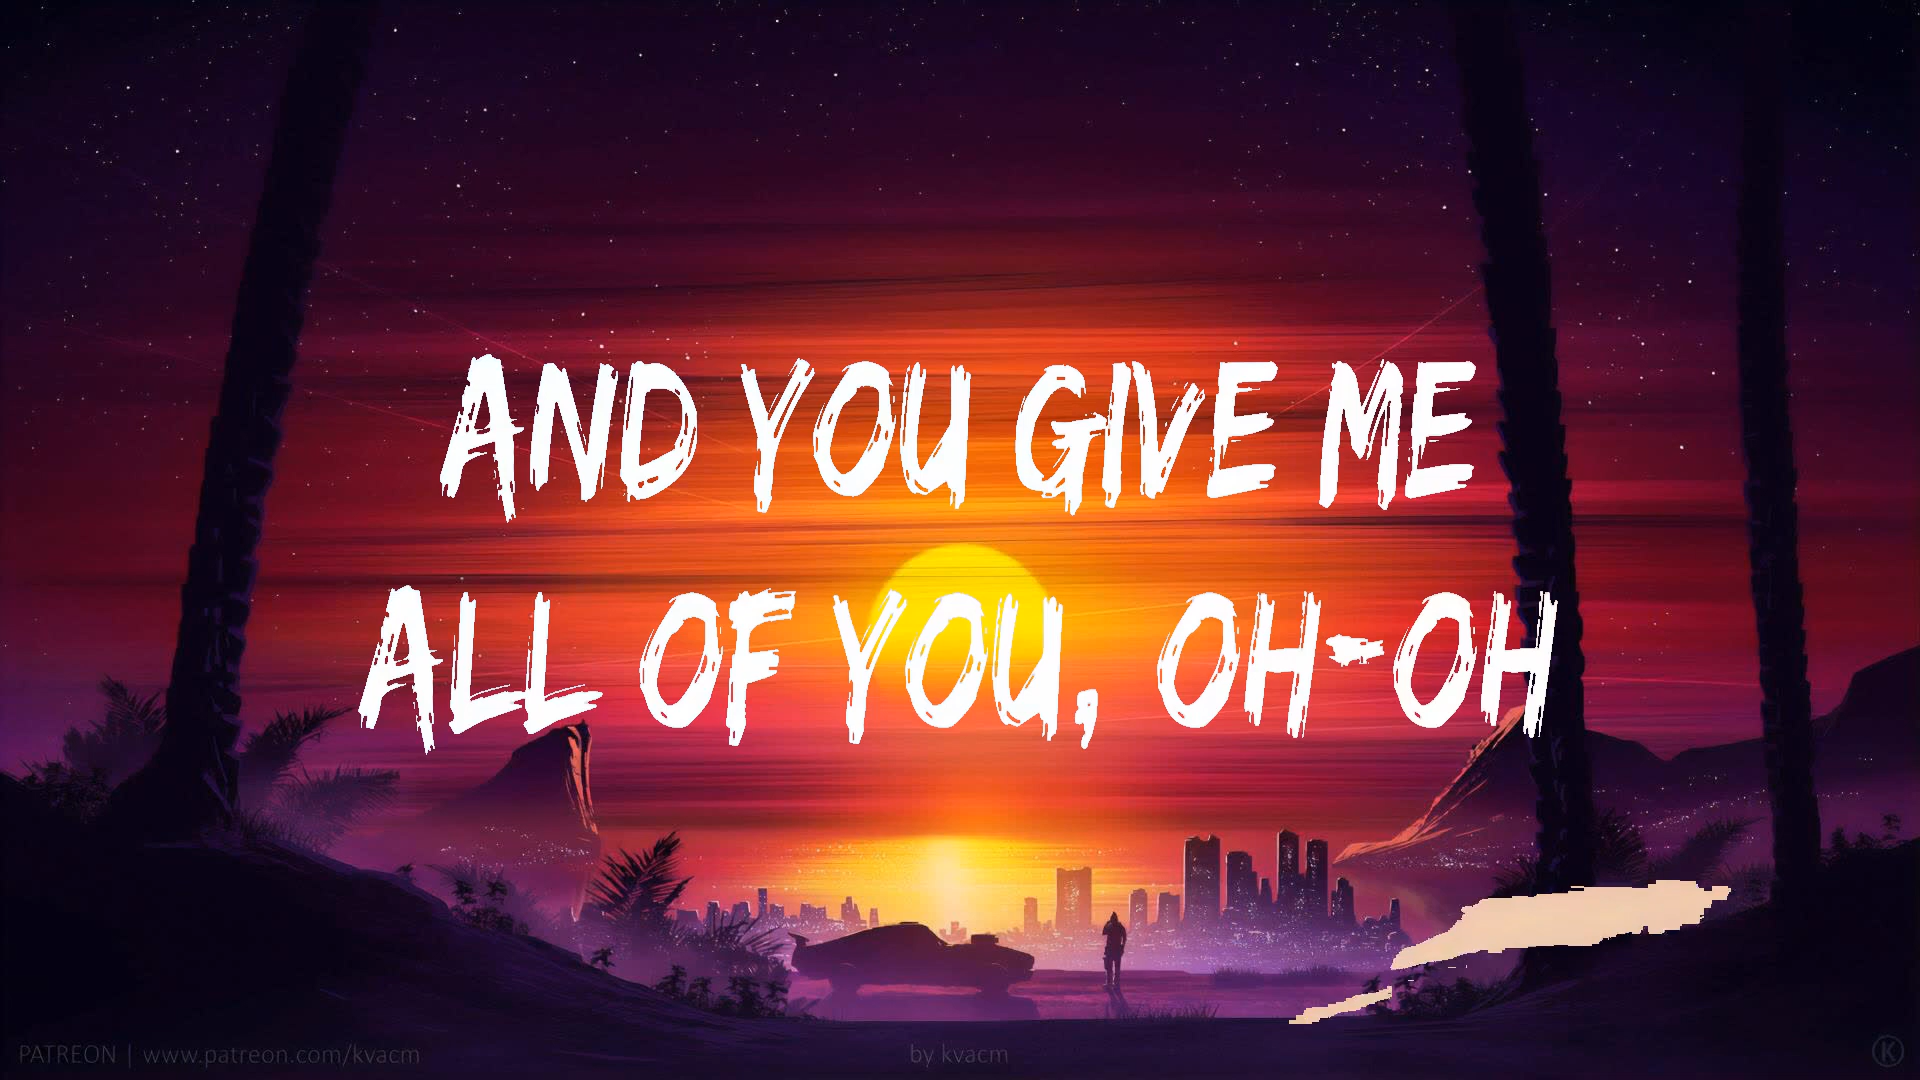 AND YOU GIVE ME
ALL OF YOU, OH-OH
PATREON | www.patreon.com/kvacm
by kvacm
K